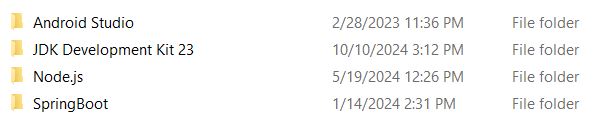 Android Studio 2/28/2023 11:36 PM File folder
JDK Development Kit 23 10/10/2024 3:12 PM File folder
Node.js 5/19/2024 12:26 PM File folder
SpringBoot 1/14/2024 2:31 PM File folder